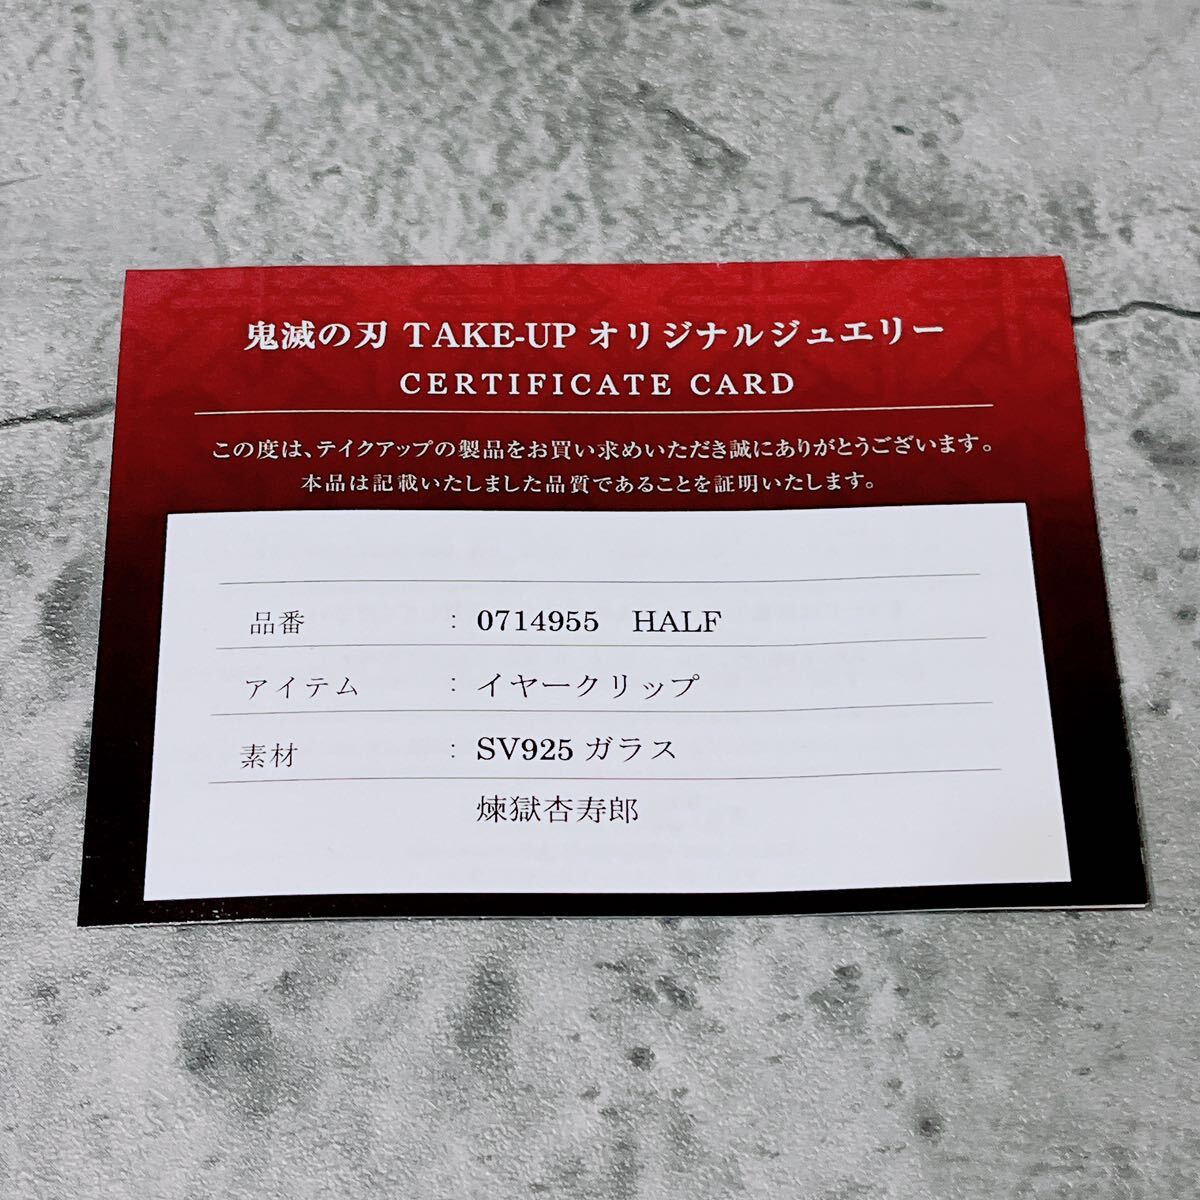 鬼滅の刃 TAKE-UP オリジナルジュエリー
CERTIFICATE CARD
この度は、テイクアップの製品をお買い求めいただき誠にありがとうございます。
本品は記載いたしました品質であることを証明いたします。
品番 : 0714955 HALF
アイテム : イヤークリップ
素材 : SV925 ガラス
煉獄杏寿郎